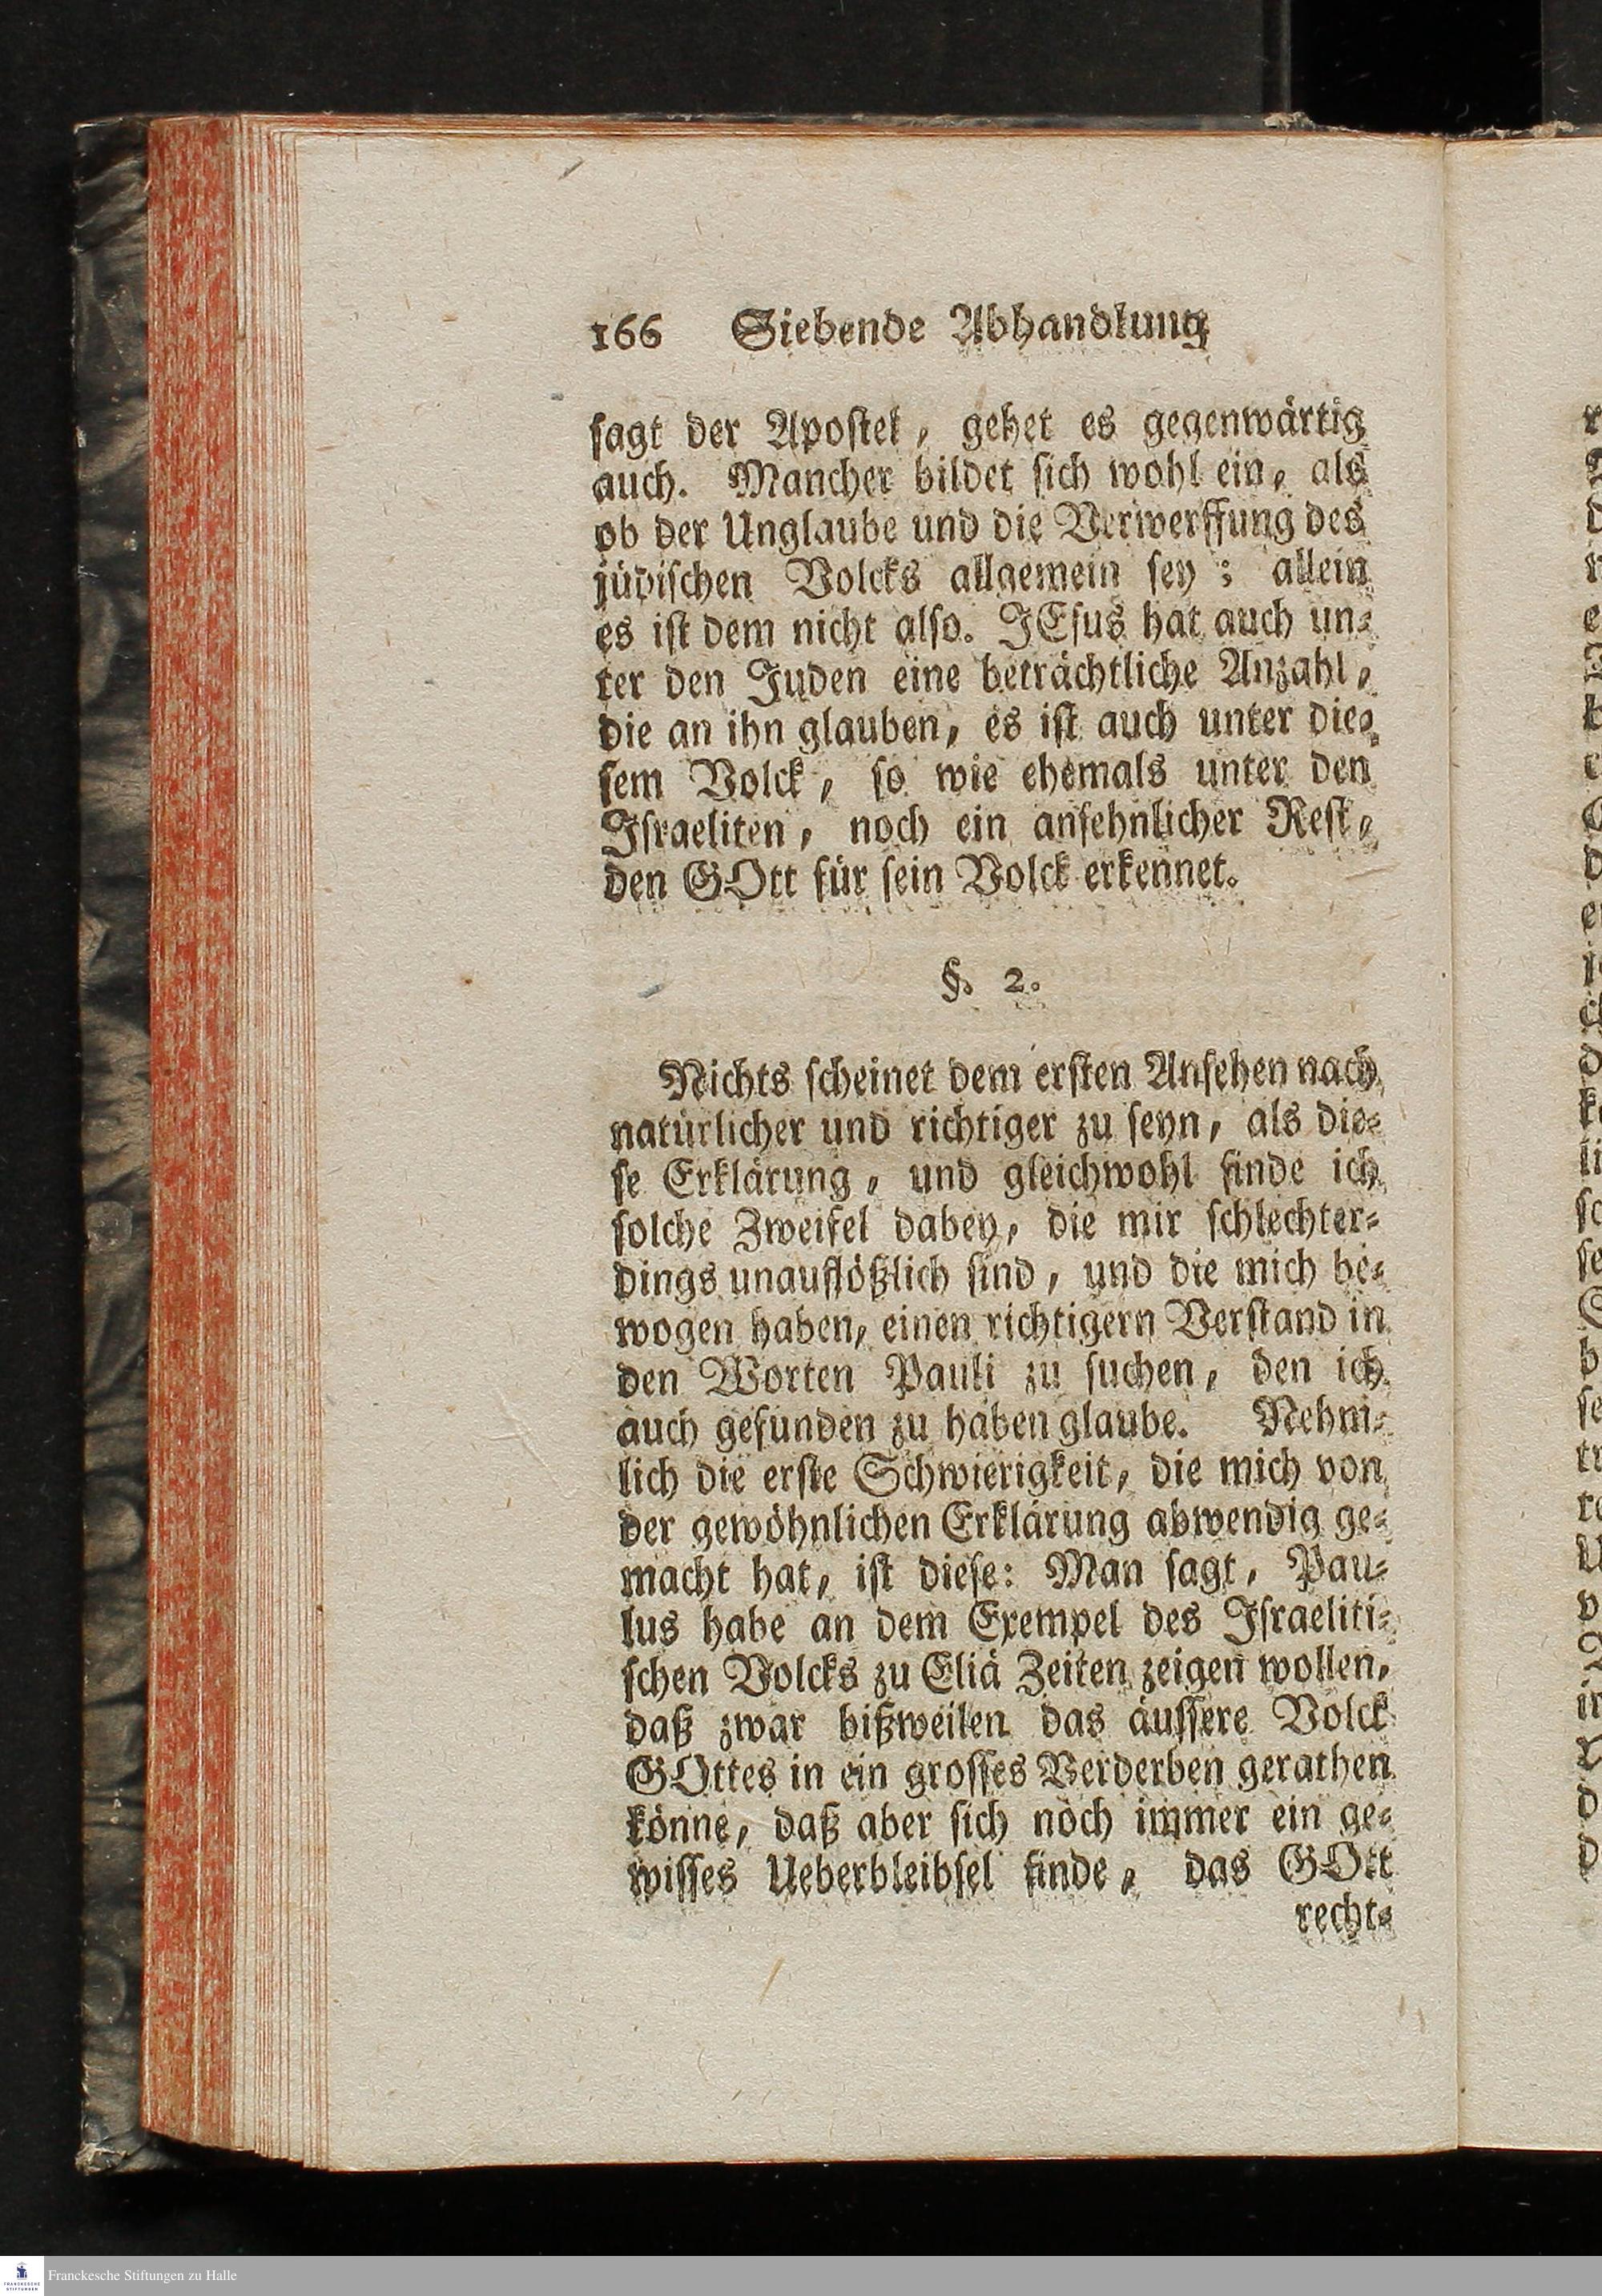 166 Siebende Abhandlung
sagt der Apostel, gehet es gegenwärtig
auch. Mancher bildet sich wohl ein, als
ob der Unglaube und die Verwerffung des
jüdischen Volcks allgemein sey; allein
es ist dem nicht also. JEsus hat auch un-
ter den Juden eine beträchtliche Anzahl,
die an ihn glauben, es ist auch unter die-
sem Volck, so wie ehemals unter den
Israeliten, noch ein ansehnlicher Rest,
den GOtt für sein Volck erkennet.
§. 2.
Nichts scheinet dem ersten Ansehen nach
natürlicher und richtiger zu seyn, als die-
se Erklärung, und gleichwohl finde ich
solche Zweifel dabey, die mir schlechter-
dings unauflößlich sind, und die mich be-
wogen haben, einen richtigern Verstand in
den Worten Pauli zu suchen, den ich
auch gefunden zu haben glaube. Nehm-
lich die erste Schwierigkeit, die mich von
der gewöhnlichen Erklärung abwendig ge-
macht hat, ist diese: Man sagt, Pau-
lus habe an dem Exempel des Israeliti-
schen Volcks zu Eliä Zeiten zeigen wollen,
daß zwar bißweilen das äussere Volck
GOttes in ein grosses Verderben gerathen
könne, daß aber sich noch immer ein ge-
wisses Ueberbleibsel finde, das GOtt
recht-
Franckesche Stiftungen zu Halle